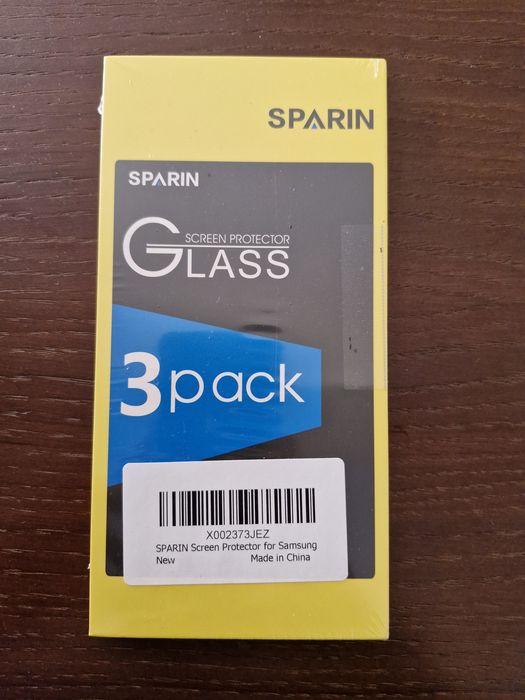 SPARIN
SPARIN
SCREEN PROTECTOR
GLASS
3pack
X002373JEZ
SPARIN Screen Protector for Samsung
New Made in China